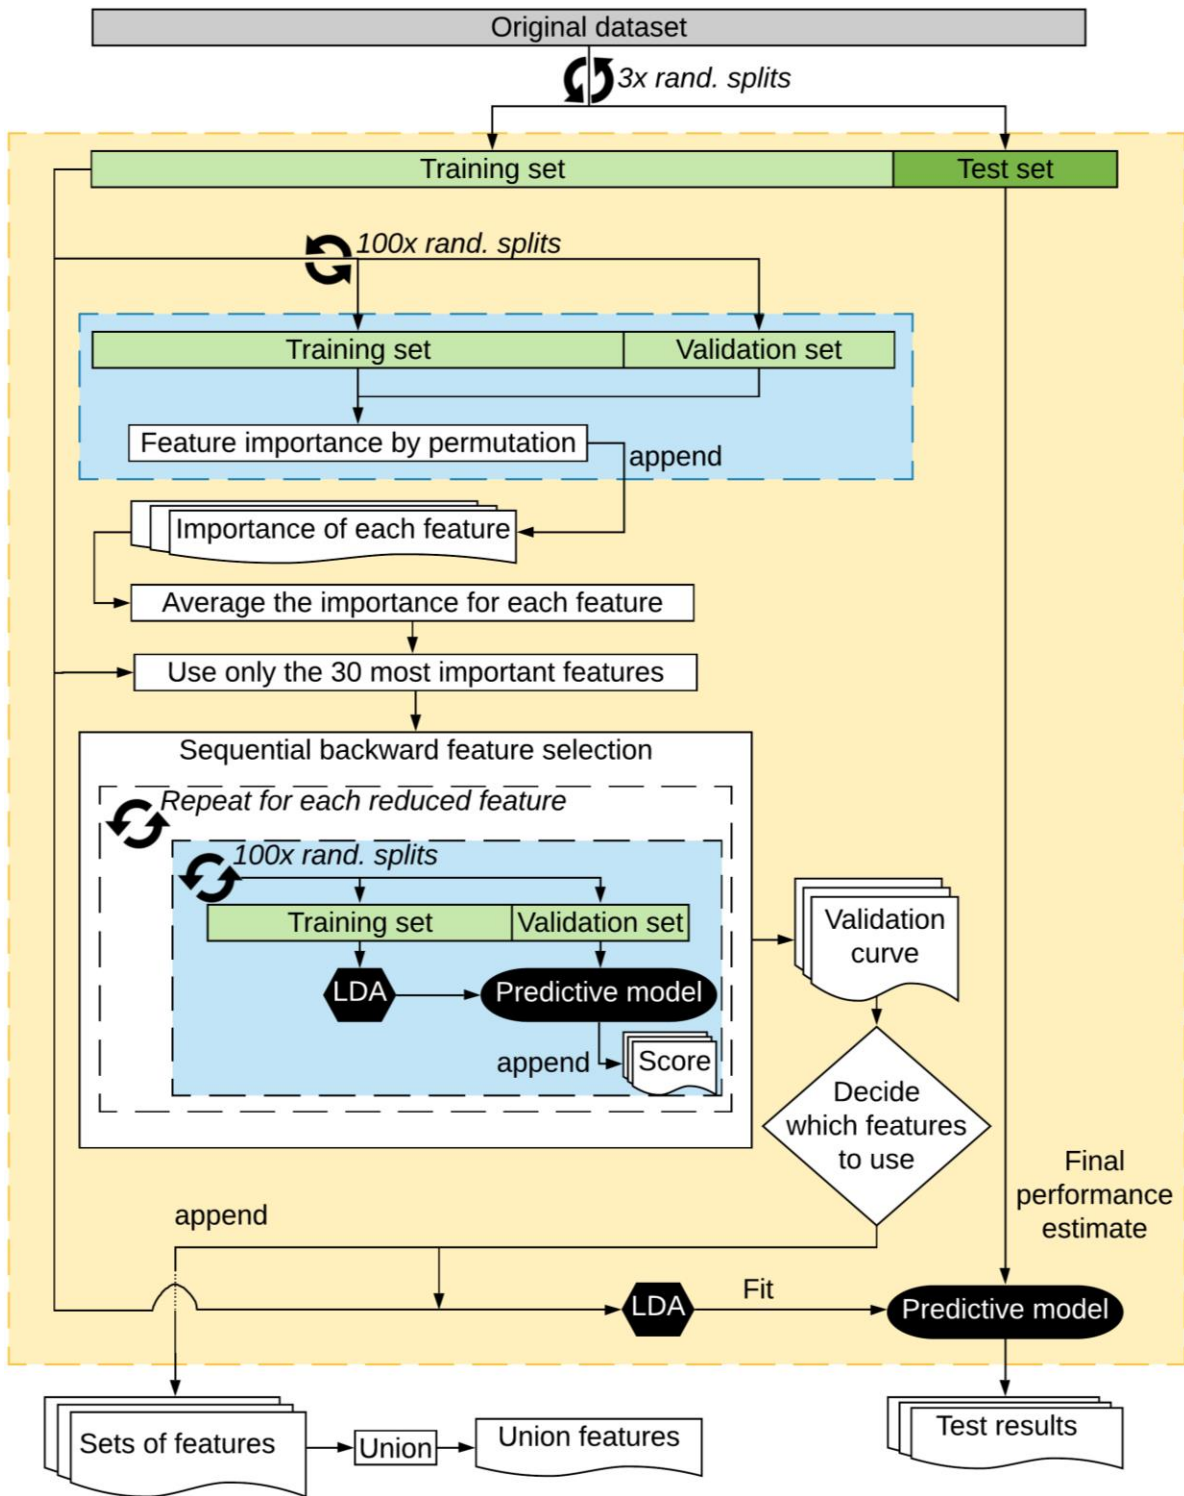 Original dataset
3x rand. splits
Training set
Test set
100x rand. splits
Training set
Validation set
Feature importance by permutation
append
Importance of each feature
Average the importance for each feature
Use only the 30 most important features
Sequential backward feature selection
Repeat for each reduced feature
100x rand. splits
Training set
Validation set
LDA
Predictive model
append
Score
Validation
curve
Decide
which features
to use
Final
performance
estimate
append
LDA
Fit
Predictive model
Sets of features
Union
Union features
Test results